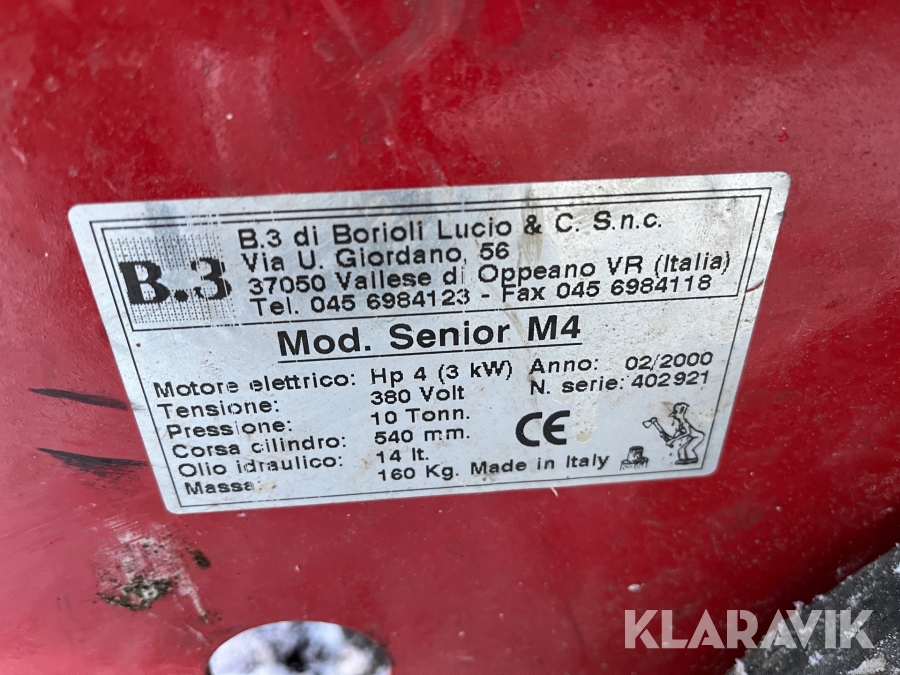 B.3
B.3 di Borioli Lucio & C. S.n.c.
Via U. Giordano, 56
37050 Vallese di Oppeano VR (Italia)
Tel. 045 6984123 - Fax 045 6984118
Mod. Senior M4
Motore elettrico: Hp 4 (3 kW) Anno: 02/2000
Tensione: 380 Volt N. serie: 402921
Pressione: 10 Tonn.
Corsa cilindro: 540 mm. CE
Olio idraulico: 14 lt.
Massa: 160 Kg. Made in Italy
KLARAVIK